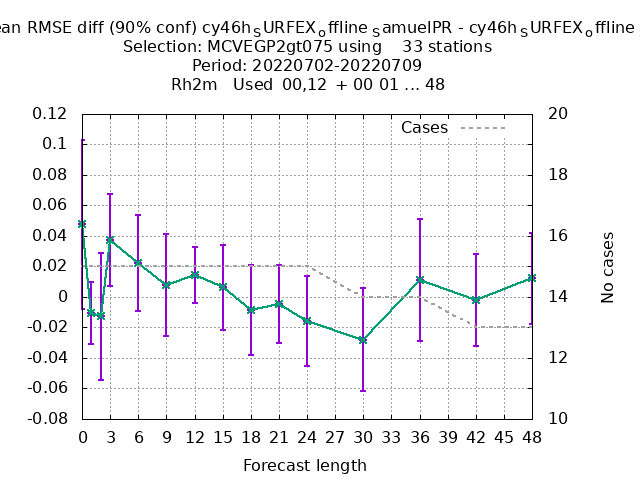 ean RMSE diff (90% conf) cy46h_SURFEX_offline_SamuelPR - cy46h_SURFEX_offline
Selection: MCVEGP2gt075 using 33 stations
Period: 20220702-20220709
Rh2m Used 00,12 + 00 01 ... 48
0.12 20
Cases
0.1
0.08 18
0.06
0.04 16
0.02
0 14
-0.02
-0.04 12
-0.06
-0.08 10
No cases
0 3 6 9 12 15 18 21 24 27 30 33 36 39 42 45 48
Forecast length